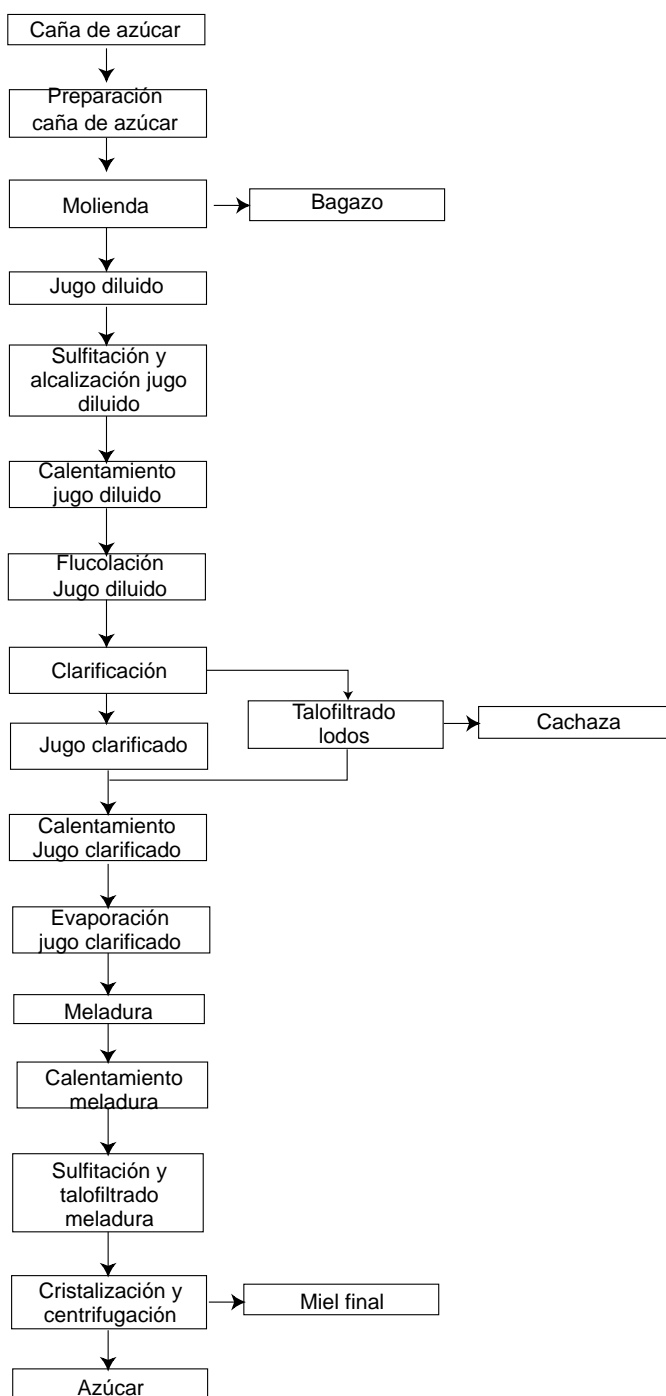 Caña de azúcar
Preparación
caña de azúcar
Molienda
Bagazo
Jugo diluido
Sulfitación y
alcalización jugo
diluido
Calentamiento
jugo diluido
Flucolación
Jugo diluido
Clarificación
Talofiltrado
lodos
Cachaza
Jugo clarificado
Calentamiento
Jugo clarificado
Evaporación
jugo clarificado
Meladura
Calentamiento
meladura
Sulfitación y
talofiltrado
meladura
Cristalización y
centrifugación
Miel final
Azúcar